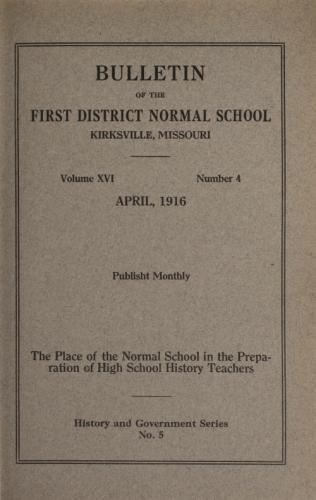 BULLETIN
OF THE
FIRST DISTRICT NORMAL SCHOOL
KIRKSVILLE, MISSOURI
Volume XVI Number 4
APRIL, 1916
Publisht Monthly
The Place of the Normal School in the Prepa-
ration of High School History Teachers
History and Government Series
No. 5